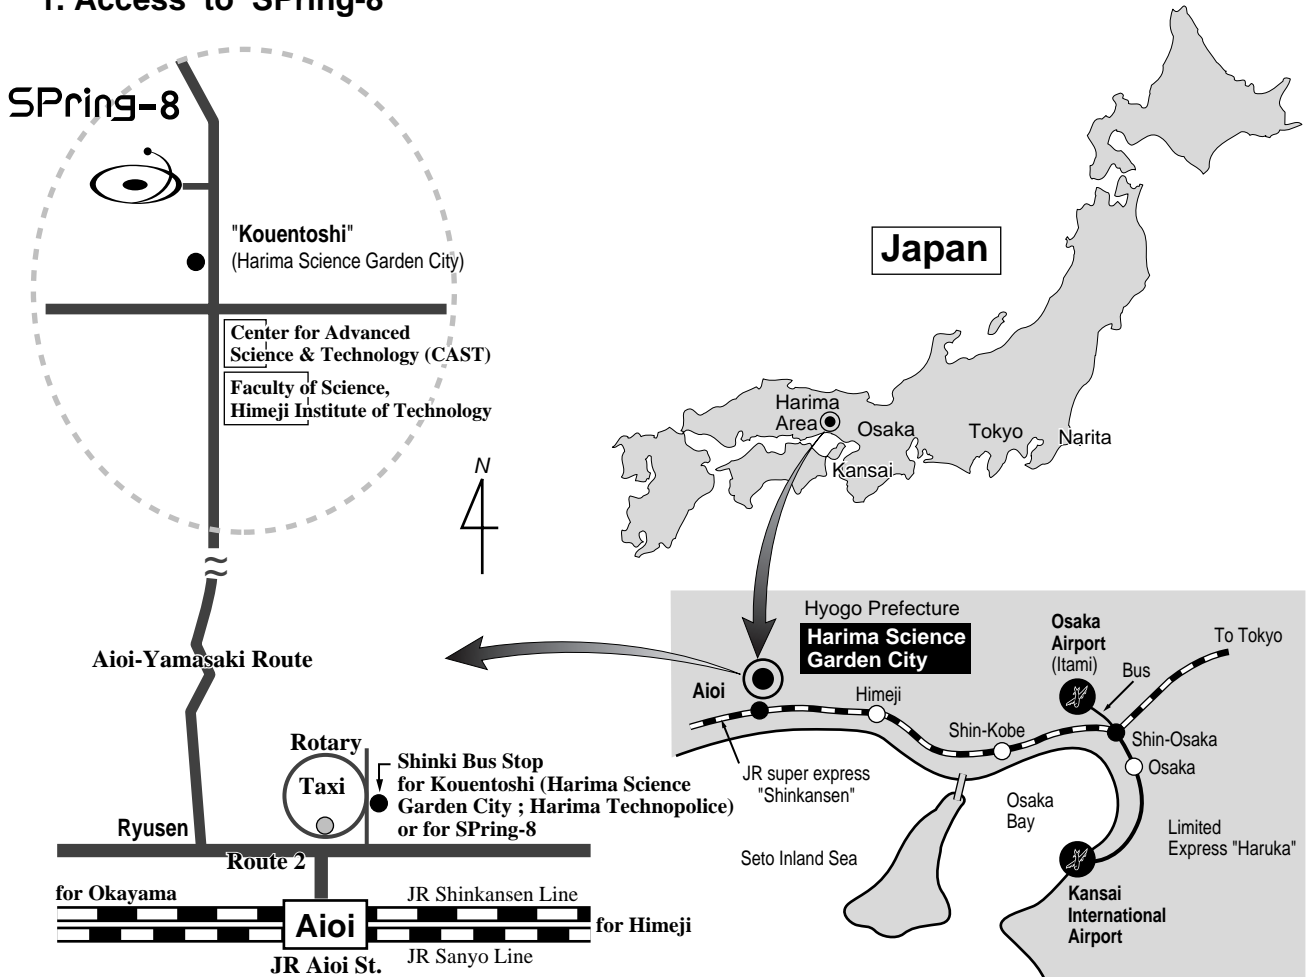 1. Access to SPring-8
SPring-8
"Kouentoshi"
(Harima Science Garden City)
Center for Advanced
Science & Technology (CAST)
Faculty of Science,
Himeji Institute of Technology
N
Aioi-Yamasaki Route
Rotary
Taxi
Shinki Bus Stop
for Kouentoshi (Harima Science
Garden City ; Harima Technopolice)
or for SPring-8
Ryusen
Route 2
for Okayama
JR Shinkansen Line
Aioi
for Himeji
JR Sanyo Line
JR Aioi St.
Japan
Harima
Area
Osaka
Tokyo
Narita
Kansai
Hyogo Prefecture
Harima Science
Garden City
Osaka
Airport
(Itami)
To Tokyo
Bus
Aioi
Himeji
Shin-Kobe
Shin-Osaka
Osaka
JR super express
"Shinkansen"
Osaka
Bay
Limited
Express "Haruka"
Seto Inland Sea
Kansai
International
Airport